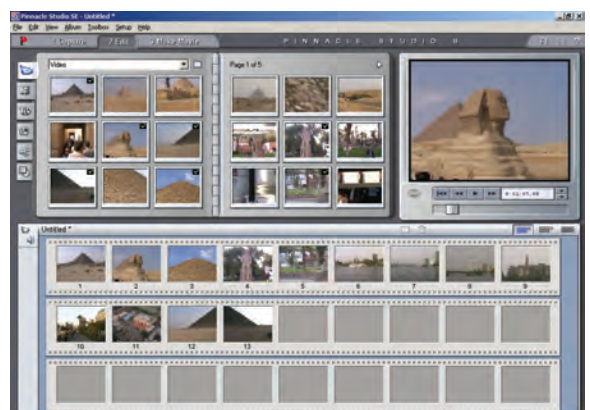 Pinnacle Studio SE - Untitled *
File Edit View Album Toolbox Setup Help
1 Capture 2 Edit 3 Make Movie PINNACLE STUDIO 8
Video
Page 1 of 5
Untitled *
1 2 3 4 5 6 7 8 9
10 11 12 13